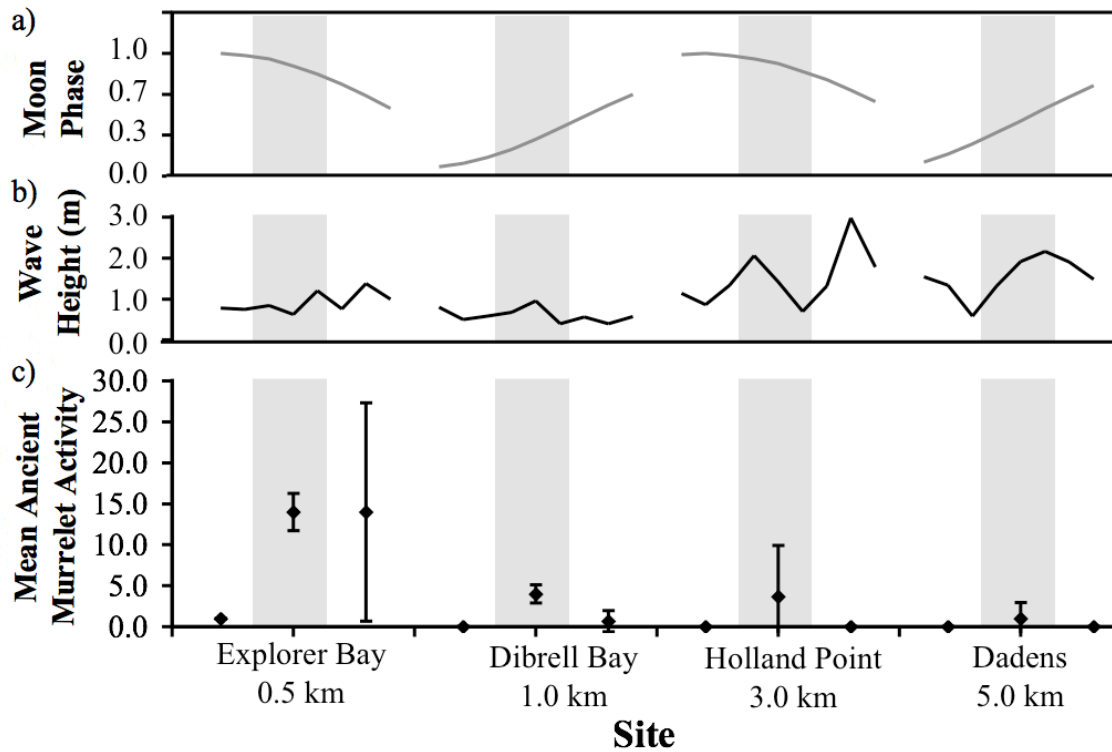 a)
Moon
Phase
1.0
0.7
0.3
0.0
b)
Wave
Height (m)
3.0
2.0
1.0
0.0
c)
Mean Ancient
Murrelet Activity
30.0
25.0
20.0
15.0
10.0
5.0
0.0
Explorer Bay Dibrell Bay Holland Point Dadens
0.5 km 1.0 km 3.0 km 5.0 km
Site